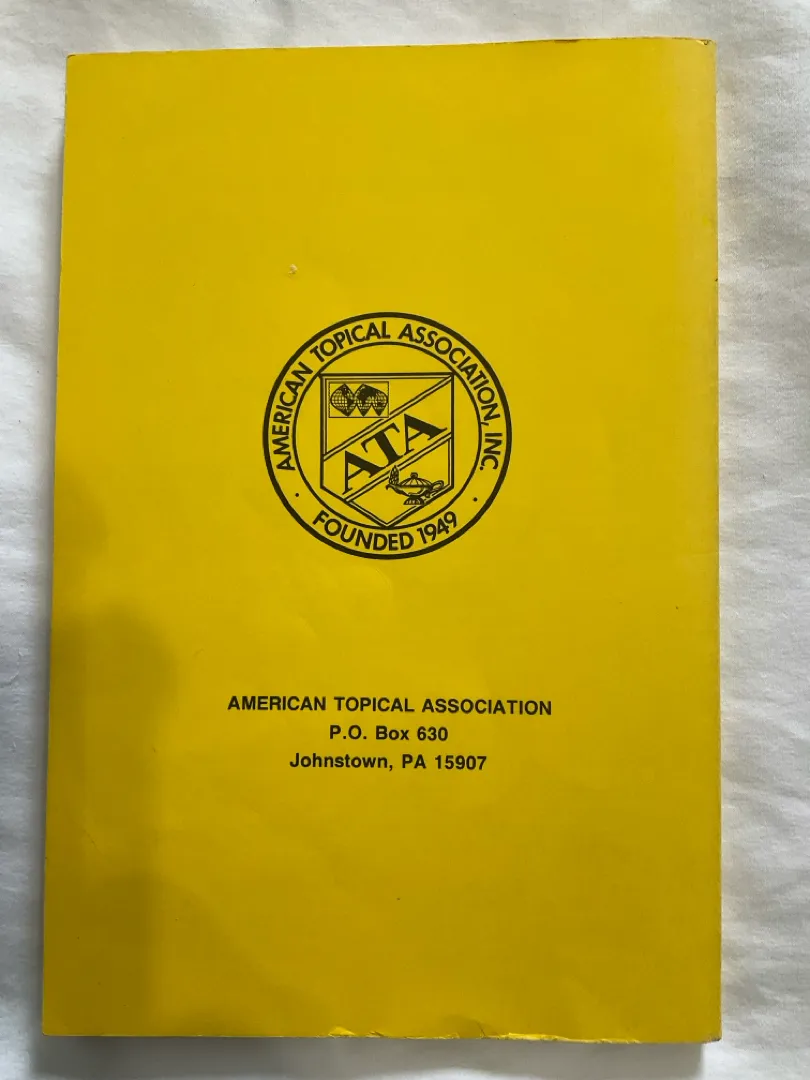 AMERICAN TOPICAL ASSOCIATION, INC.
ATA
· FOUNDED 1949 ·
AMERICAN TOPICAL ASSOCIATION
P.O. Box 630
Johnstown, PA 15907